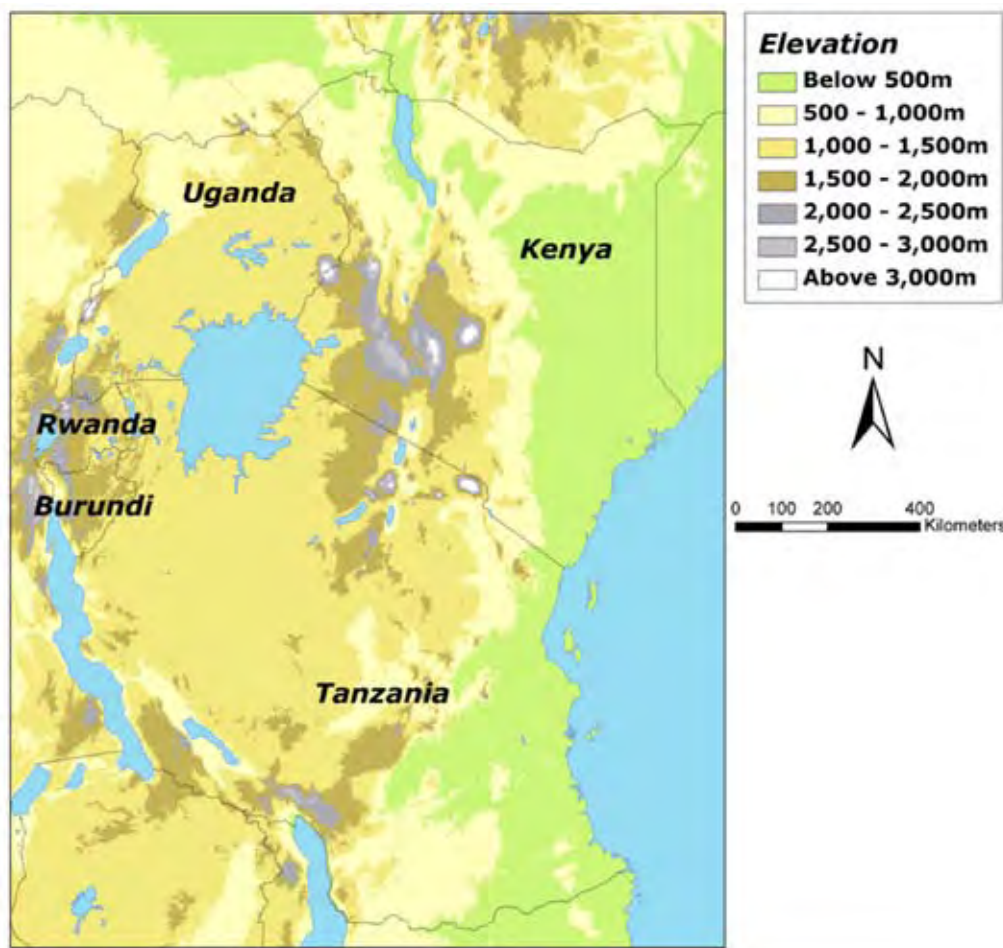 Uganda
Kenya
Rwanda
Burundi
Tanzania
Elevation
Below 500m
500 - 1,000m
1,000 - 1,500m
1,500 - 2,000m
2,000 - 2,500m
2,500 - 3,000m
Above 3,000m
N
0 100 200 400
Kilometers